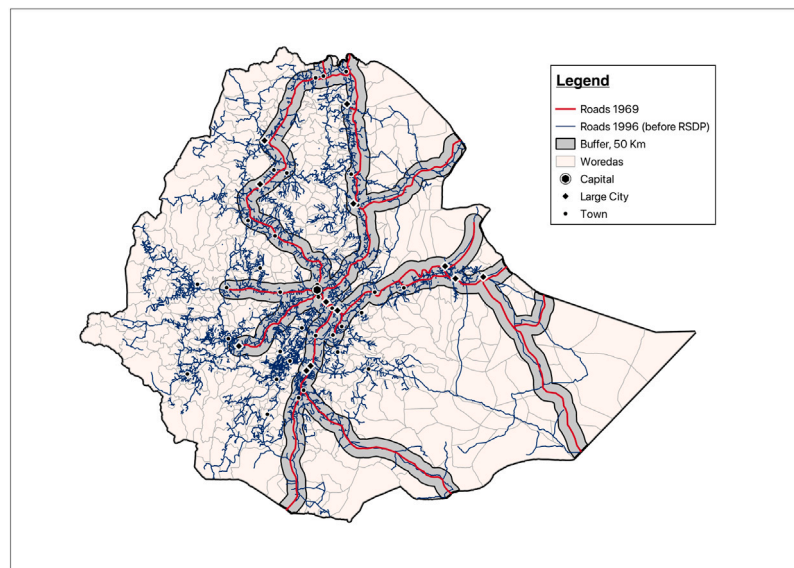 Legend
Roads 1969
Roads 1996 (before RSDP)
Buffer, 50 Km
Woredas
Capital
Large City
Town